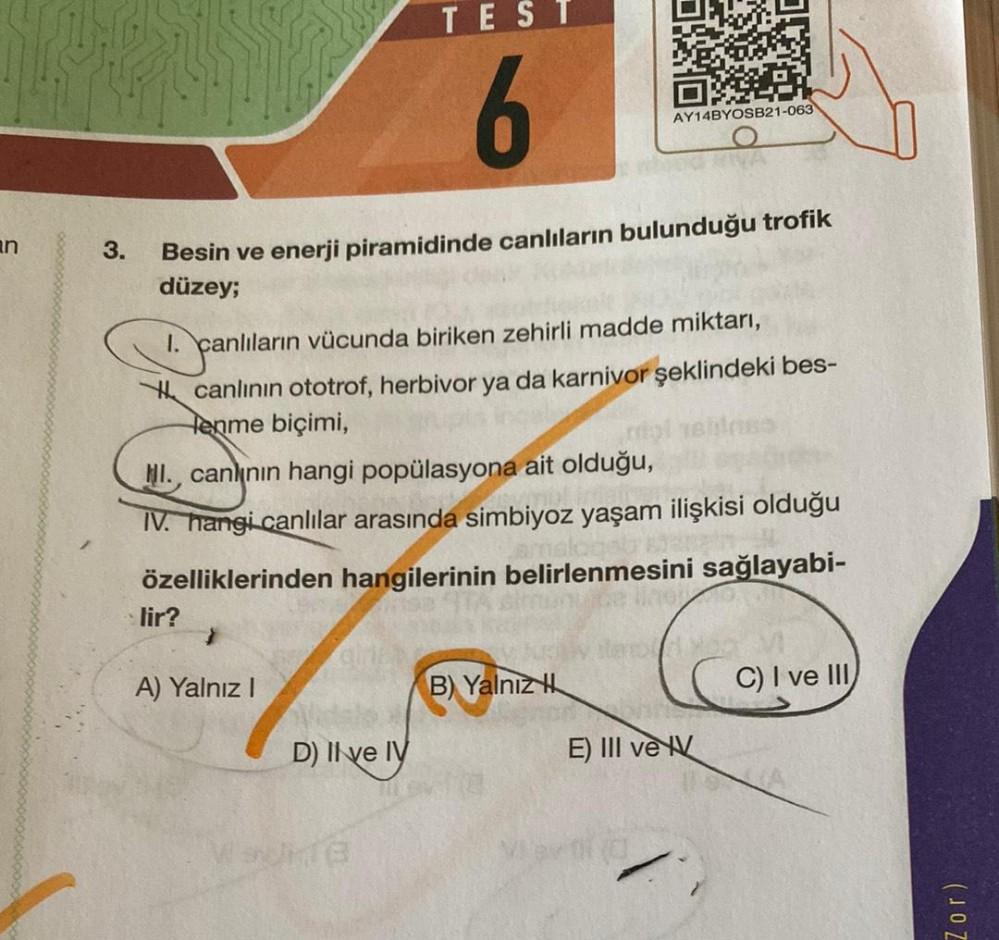 TEST
6
AY14BYOSB21-063
3. Besin ve enerji piramidinde canlıların bulunduğu trofik
düzey;
I. canlıların vücunda biriken zehirli madde miktarı,
II. canlının ototrof, herbivor ya da karnivor şeklindeki bes-
lenme biçimi,
III. canlının hangi popülasyona ait olduğu,
IV. hangi canlılar arasında simbiyoz yaşam ilişkisi olduğu
özelliklerinden hangilerinin belirlenmesini sağlayabi-
lir?
A) Yalnız I B) Yalnız II C) I ve III
D) II ve IV E) III ve IV
Zor)